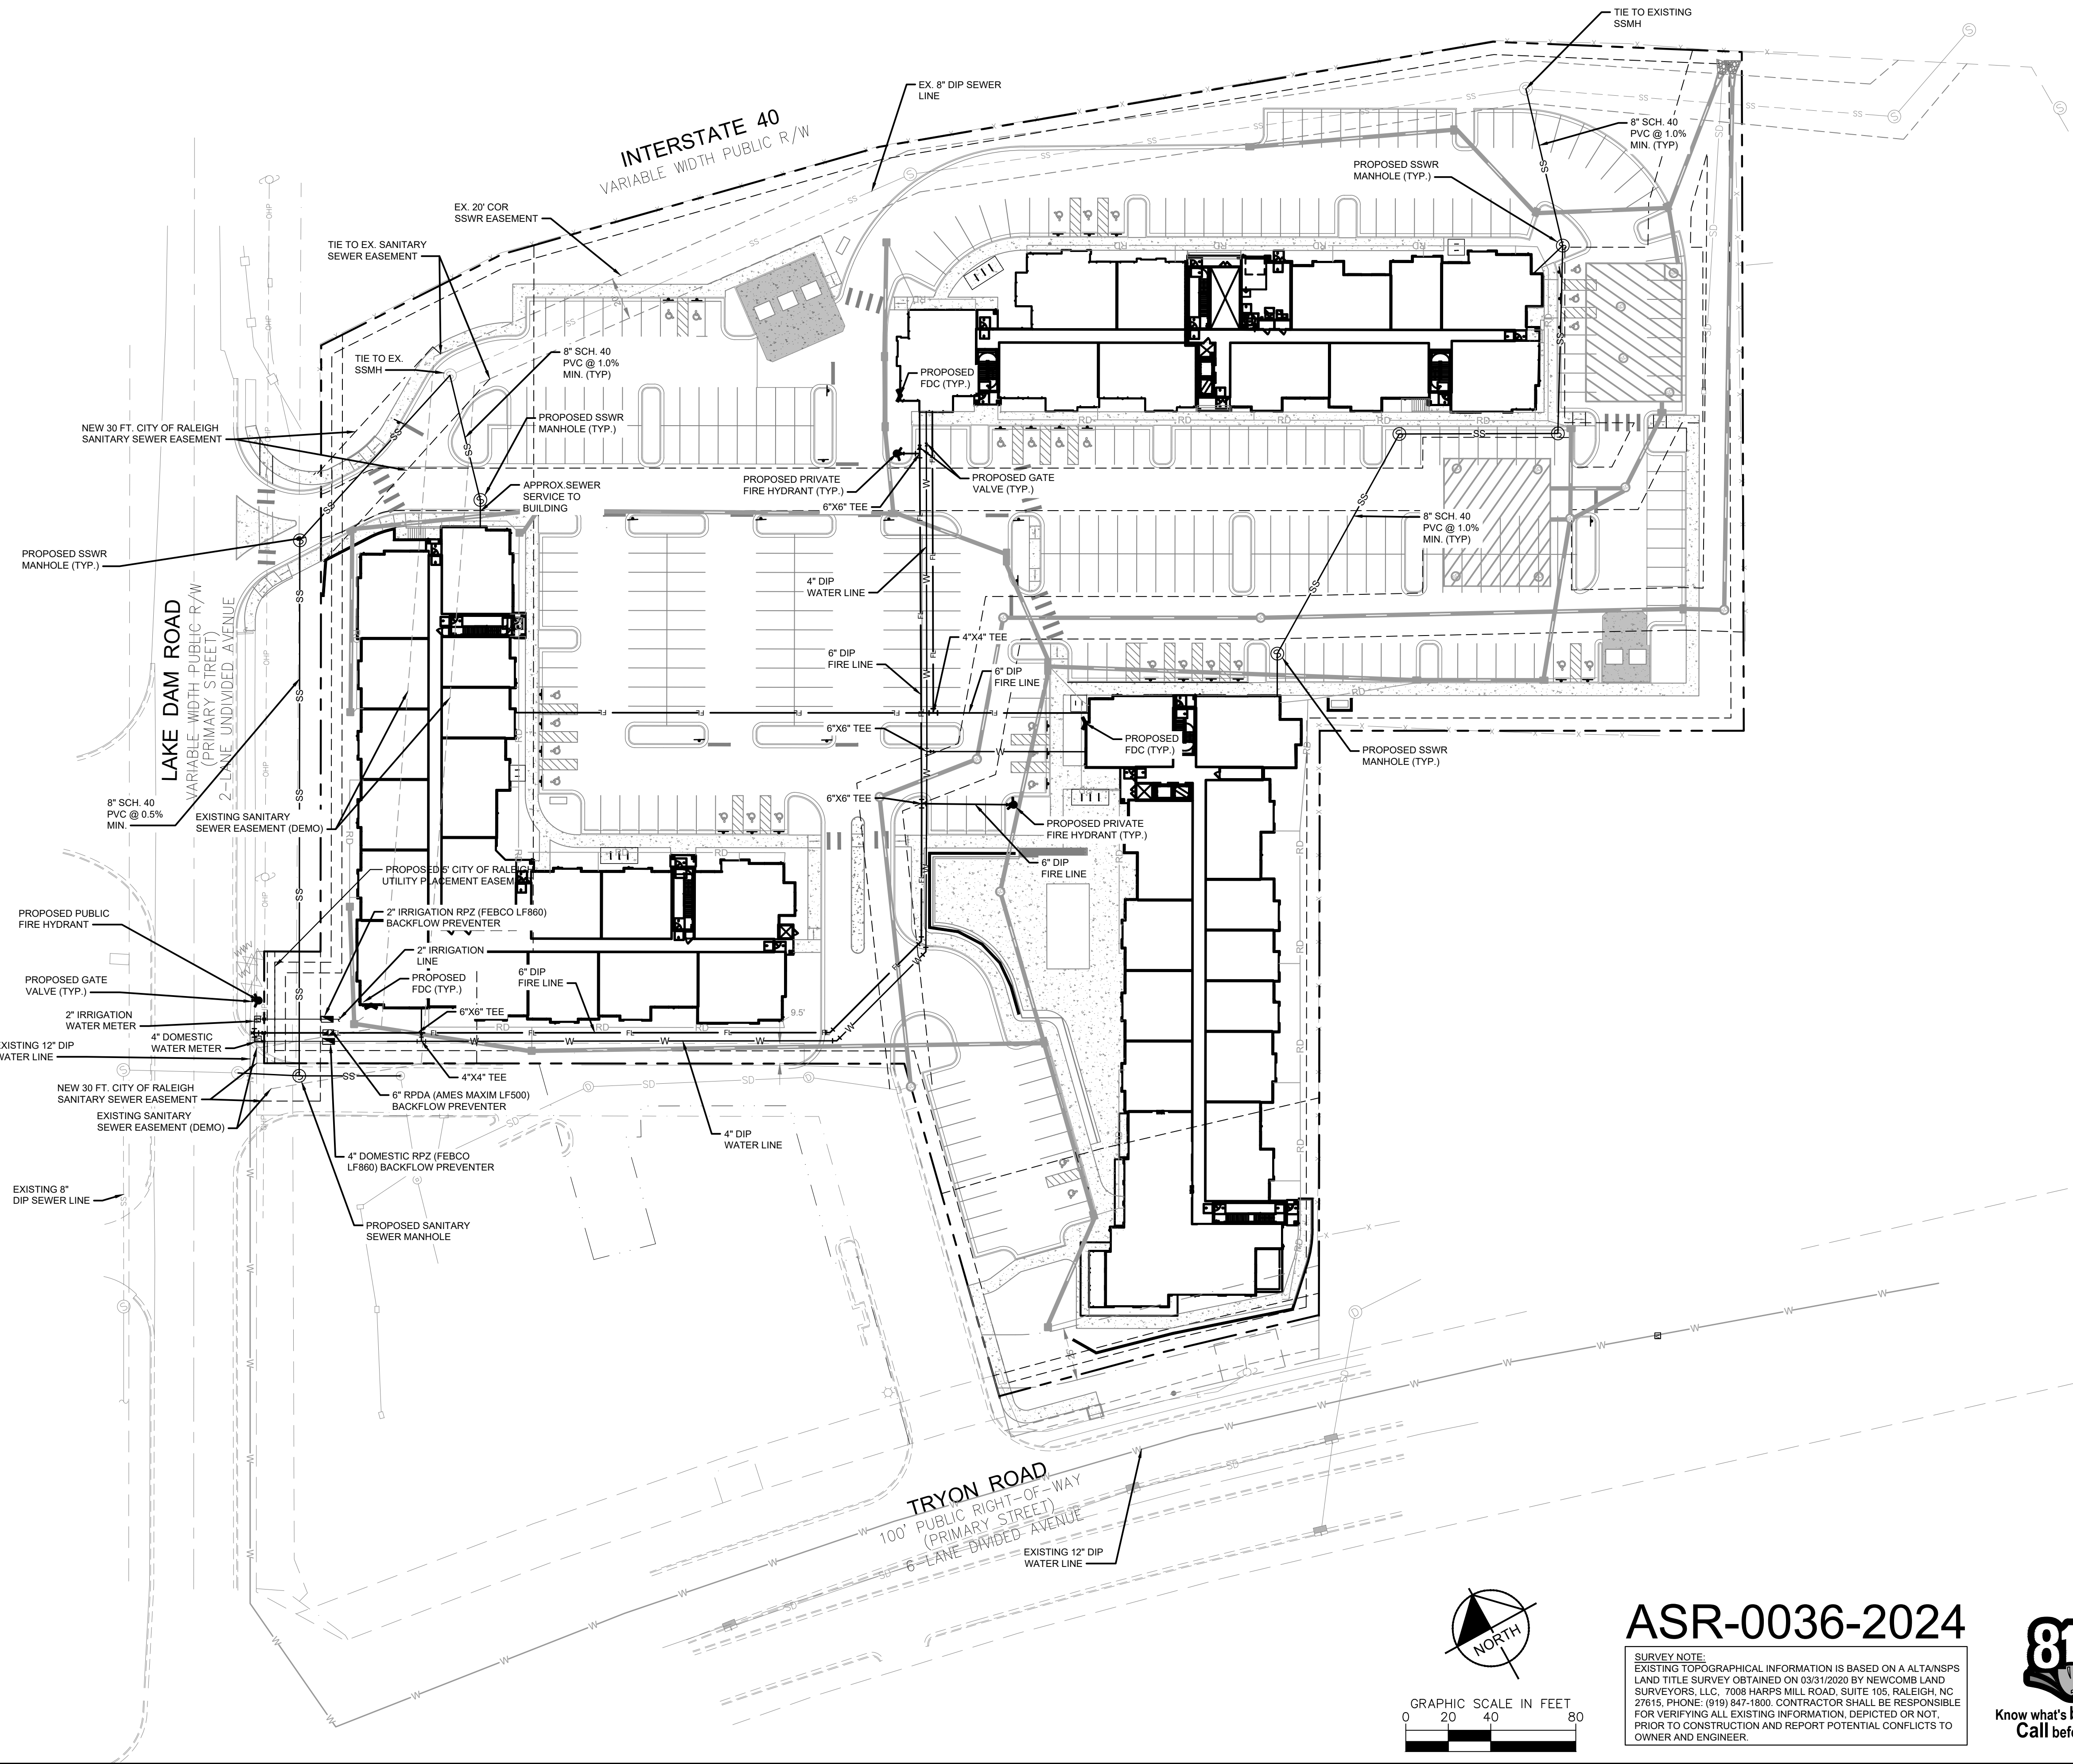 TIE TO EXISTING
SSMH
EX. 8" DIP SEWER
LINE
INTERSTATE 40
VARIABLE WIDTH PUBLIC R/W
8" SCH. 40
PVC @ 1.0%
MIN. (TYP)
PROPOSED SSWR
MANHOLE (TYP.)
EX. 20' COR
SSWR EASEMENT
TIE TO EX. SANITARY
SEWER EASEMENT
TIE TO EX.
SSMH
8" SCH. 40
PVC @ 1.0%
MIN. (TYP)
PROPOSED
FDC (TYP.)
PROPOSED SSWR
MANHOLE (TYP.)
NEW 30 FT. CITY OF RALEIGH
SANITARY SEWER EASEMENT
PROPOSED PRIVATE
FIRE HYDRANT (TYP.)
PROPOSED GATE
VALVE (TYP.)
6"X6" TEE
APPROX.SEWER
SERVICE TO
BUILDING
8" SCH. 40
PVC @ 1.0%
MIN. (TYP)
PROPOSED SSWR
MANHOLE (TYP.)
4" DIP
WATER LINE
LAKE DAM ROAD
VARIABLE WIDTH PUBLIC R/W
(PRIMARY STREET)
2-LANE UNDIVIDED AVENUE
4"X4" TEE
6" DIP
FIRE LINE
6" DIP
FIRE LINE
6"X6" TEE
PROPOSED
FDC (TYP.)
PROPOSED SSWR
MANHOLE (TYP.)
8" SCH. 40
PVC @ 0.5%
MIN.
EXISTING SANITARY
SEWER EASEMENT (DEMO)
6"X6" TEE
PROPOSED PRIVATE
FIRE HYDRANT (TYP.)
6" DIP
FIRE LINE
PROPOSED 5' CITY OF RALEIGH
UTILITY PLACEMENT EASEM
PROPOSED PUBLIC
FIRE HYDRANT
2" IRRIGATION RPZ (FEBCO LF860)
BACKFLOW PREVENTER
2" IRRIGATION
LINE
PROPOSED GATE
VALVE (TYP.)
PROPOSED
FDC (TYP.)
6" DIP
FIRE LINE
2" IRRIGATION
WATER METER
6"X6" TEE
9.5'
4" DOMESTIC
WATER METER
EXISTING 12" DIP
WATER LINE
4"X4" TEE
NEW 30 FT. CITY OF RALEIGH
SANITARY SEWER EASEMENT
6" RPDA (AMES MAXIM LF500)
BACKFLOW PREVENTER
EXISTING SANITARY
SEWER EASEMENT (DEMO)
4" DIP
WATER LINE
4" DOMESTIC RPZ (FEBCO
LF860) BACKFLOW PREVENTER
EXISTING 8"
DIP SEWER LINE
PROPOSED SANITARY
SEWER MANHOLE
TRYON ROAD
100' PUBLIC RIGHT-OF-WAY
(PRIMARY STREET)
6-LANE DIVIDED AVENUE
EXISTING 12" DIP
WATER LINE
NORTH
GRAPHIC SCALE IN FEET
0 20 40 80
ASR-0036-2024
SURVEY NOTE:
EXISTING TOPOGRAPHICAL INFORMATION IS BASED ON A ALTA/NSPS
LAND TITLE SURVEY OBTAINED ON 03/31/2020 BY NEWCOMB LAND
SURVEYORS, LLC, 7008 HARPS MILL ROAD, SUITE 105, RALEIGH, NC
27615, PHONE: (919) 847-1800. CONTRACTOR SHALL BE RESPONSIBLE
FOR VERIFYING ALL EXISTING INFORMATION, DEPICTED OR NOT,
PRIOR TO CONSTRUCTION AND REPORT POTENTIAL CONFLICTS TO
OWNER AND ENGINEER.
Know what's
Call